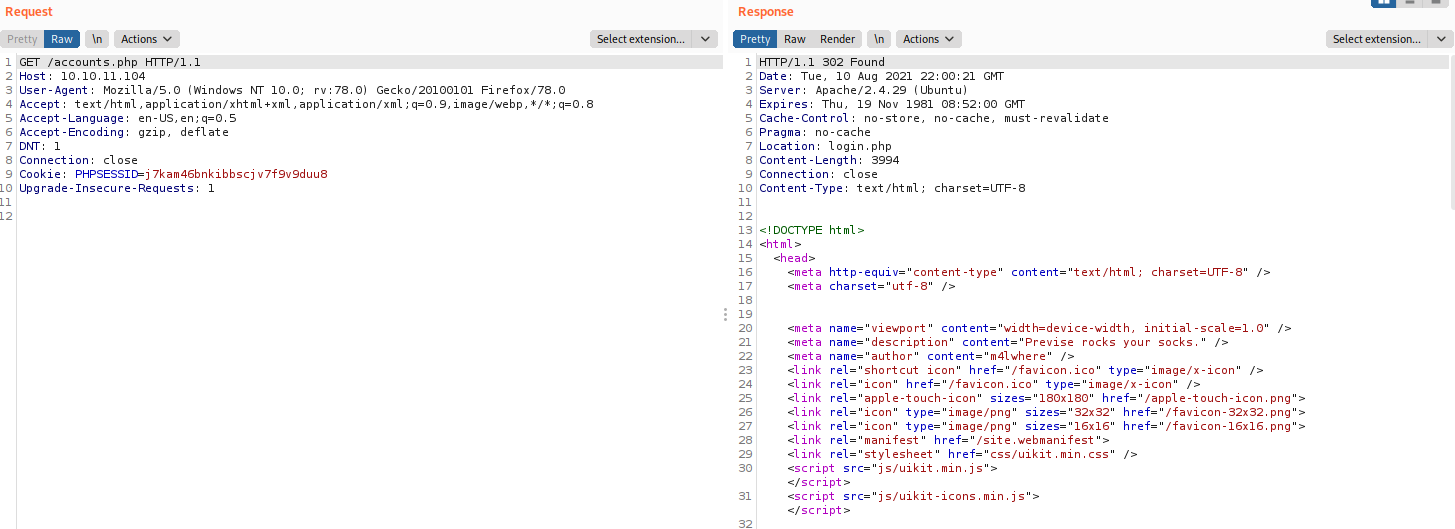 Request
Pretty Raw \n Actions Select extension...
1 GET /accounts.php HTTP/1.1
2 Host: 10.10.11.104
3 User-Agent: Mozilla/5.0 (Windows NT 10.0; rv:78.0) Gecko/20100101 Firefox/78.0
4 Accept: text/html,application/xhtml+xml,application/xml;q=0.9,image/webp,*/*;q=0.8
5 Accept-Language: en-US,en;q=0.5
6 Accept-Encoding: gzip, deflate
7 DNT: 1
8 Connection: close
9 Cookie: PHPSESSID=j7kam46bnkibbscjv7f9v9duu8
10 Upgrade-Insecure-Requests: 1
11
12
Response
Pretty Raw Render \n Actions Select extension...
1 HTTP/1.1 302 Found
2 Date: Tue, 10 Aug 2021 22:00:21 GMT
3 Server: Apache/2.4.29 (Ubuntu)
4 Expires: Thu, 19 Nov 1981 08:52:00 GMT
5 Cache-Control: no-store, no-cache, must-revalidate
6 Pragma: no-cache
7 Location: login.php
8 Content-Length: 3994
9 Connection: close
10 Content-Type: text/html; charset=UTF-8
11
12
13 <!DOCTYPE html>
14 <html>
15 <head>
16 <meta http-equiv="content-type" content="text/html; charset=UTF-8" />
17 <meta charset="utf-8" />
18
19
20 <meta name="viewport" content="width=device-width, initial-scale=1.0" />
21 <meta name="description" content="Previse rocks your socks." />
22 <meta name="author" content="m4lwhere" />
23 <link rel="shortcut icon" href="/favicon.ico" type="image/x-icon" />
24 <link rel="icon" href="/favicon.ico" type="image/x-icon" />
25 <link rel="apple-touch-icon" sizes="180x180" href="/apple-touch-icon.png">
26 <link rel="icon" type="image/png" sizes="32x32" href="/favicon-32x32.png">
27 <link rel="icon" type="image/png" sizes="16x16" href="/favicon-16x16.png">
28 <link rel="manifest" href="/site.webmanifest">
29 <link rel="stylesheet" href="css/uikit.min.css" />
30 <script src="js/uikit.min.js">
</script>
31 <script src="js/uikit-icons.min.js">
</script>
32